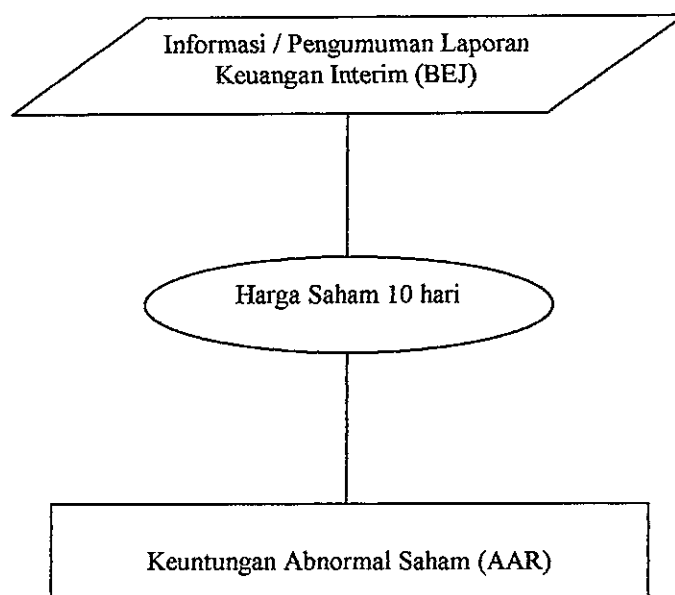 Informasi / Pengumuman Laporan
Keuangan Interim (BEJ)
Harga Saham 10 hari
Keuntungan Abnormal Saham (AAR)